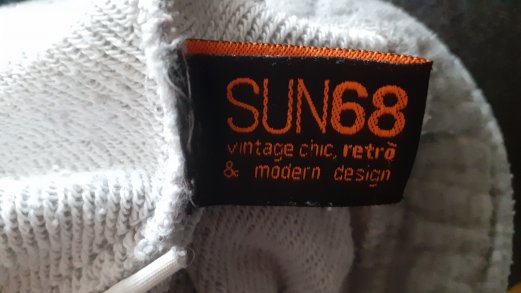 SUN68
vintage chic, retrò
& modern design